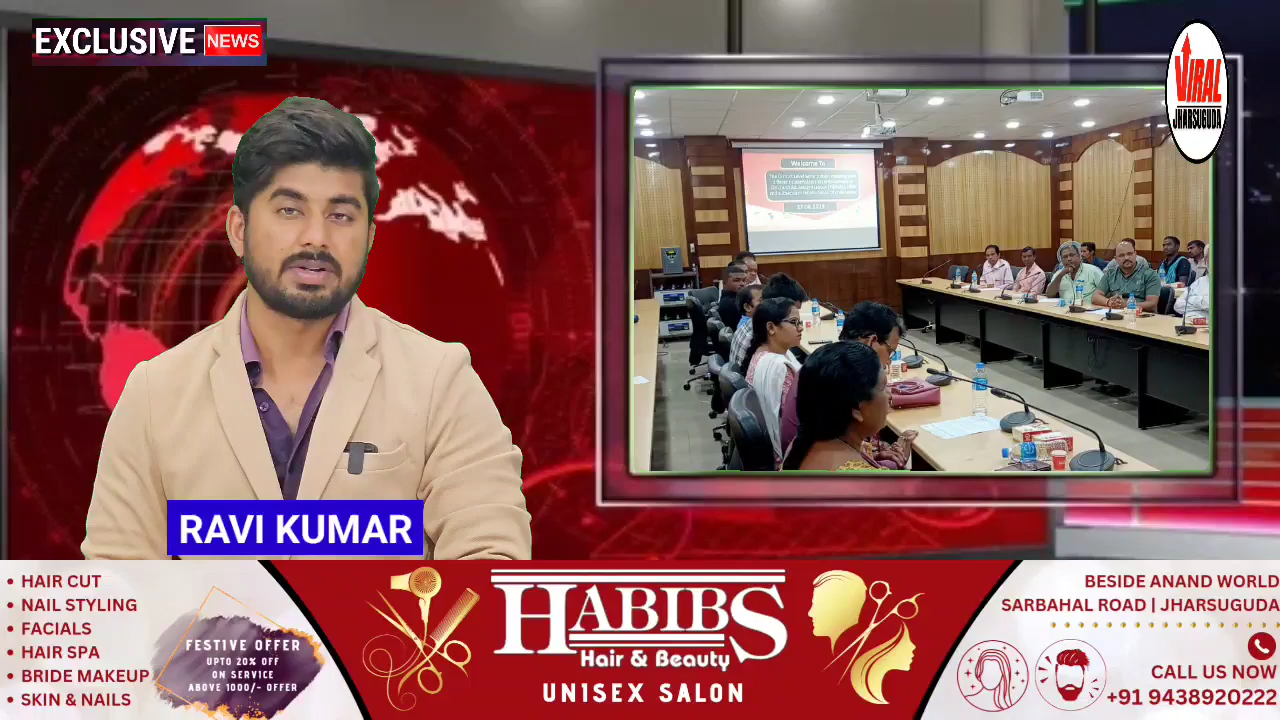 EXCLUSIVE NEWS
VIRAL
JHARSUGUDA
Welcome To
RAVI KUMAR
• HAIR CUT
• NAIL STYLING
• FACIALS
• HAIR SPA
• BRIDE MAKEUP
• SKIN & NAILS
FESTIVE OFFER
UPTO 20% OFF
ON SERVICE
ABOVE 1000/- OFFER
HABIBS
Hair & Beauty
UNISEX SALON
BESIDE ANAND WORLD
SARBAHAL ROAD | JHARSUGUDA
CALL US NOW
+91 9438920222